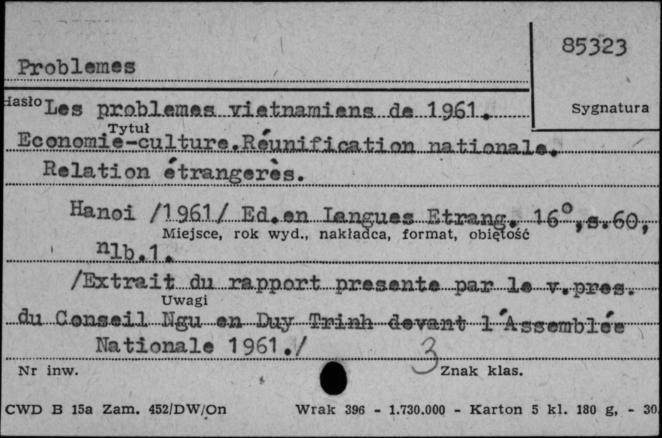 85323
Problemes
Hasło Les problemes vietnamiens de 1961.
Sygnatura
Tytuł
Economie-culture.Réunification nationale.
Relation étrangerès.
Hanoi /1961/ Ed.en Langues Etrang. 16°,s.60,
Miejsce, rok wyd., nakładca, format, obiętość
nlb.1.
/Extrait du rapport presente par le v.pres.
Uwagi
du Conseil Ngu en Duy Trinh devant l'Assemblée
Nationale 1961./
3
Nr inw.
Znak klas.
CWD B 15a Zam. 452/DW/On Wrak 396 - 1.730.000 - Karton 5 kl. 180 g, - 30.